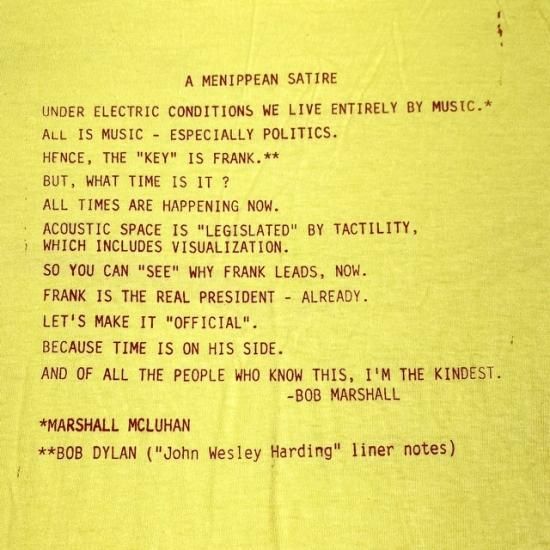 A MENIPPEAN SATIRE
UNDER ELECTRIC CONDITIONS WE LIVE ENTIRELY BY MUSIC.*
ALL IS MUSIC - ESPECIALLY POLITICS.
HENCE, THE "KEY" IS FRANK.**
BUT, WHAT TIME IS IT ?
ALL TIMES ARE HAPPENING NOW.
ACOUSTIC SPACE IS "LEGISLATED" BY TACTILITY,
WHICH INCLUDES VISUALIZATION.
SO YOU CAN "SEE" WHY FRANK LEADS, NOW.
FRANK IS THE REAL PRESIDENT - ALREADY.
LET'S MAKE IT "OFFICIAL".
BECAUSE TIME IS ON HIS SIDE.
AND OF ALL THE PEOPLE WHO KNOW THIS, I'M THE KINDEST.
-BOB MARSHALL
*MARSHALL MCLUHAN
**BOB DYLAN ("John Wesley Harding" liner notes)